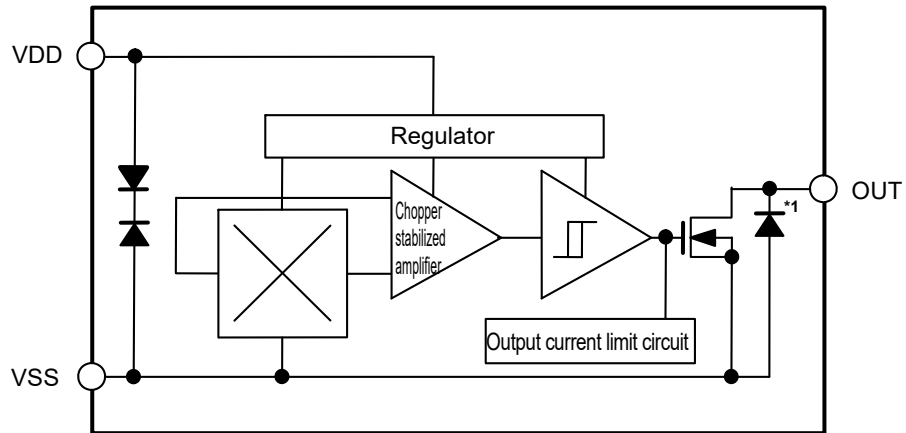 VDD
Regulator
Chopper
stabilized
amplifier
*1
OUT
Output current limit circuit
VSS